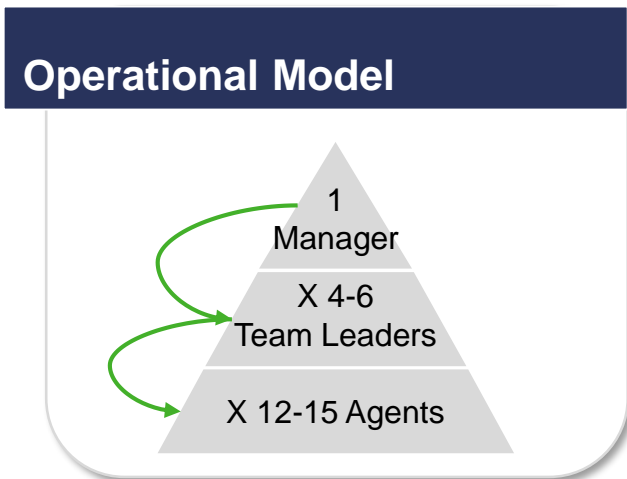 Operational Model
1
Manager
X 4-6
Team Leaders
X 12-15 Agents